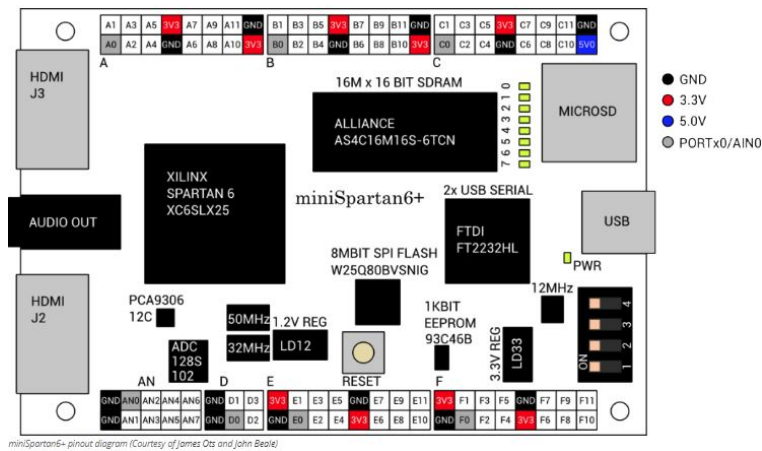 A1 A3 A5 3V3 A7 A9 A11 GND
A0 A2 A4 GND A6 A8 A10 3V3
A
B1 B3 B5 3V3 B7 B9 B11 GND
B0 B2 B4 GND B6 B8 B10 3V3
B
C1 C3 C5 3V3 C7 C9 C11 GND
C0 C2 C4 GND C6 C8 C10 5V0
C
GND
3.3V
5.0V
PORTx0/AIN0
HDMI
J3
16M x 16 BIT SDRAM
ALLIANCE
AS4C16M16S-6TCN
7 6 5 4 3 2 1 0
MICROSD
XILINX
SPARTAN 6
XC6SLX25
miniSpartan6+
2x USB SERIAL
FTDI
FT2232HL
AUDIO OUT
USB
PWR
8MBIT SPI FLASH
W25Q80BVSNIG
HDMI
J2
PCA9306
12C
ADC
128S
102
50MHz
32MHz
1.2V REG
LD12
RESET
1KBIT
EEPROM
93C46B
3.3V REG
LD33
12MHz
ON
4
3
2
1
AN
GND AN0 AN2 AN4 AN6
GND AN1 AN3 AN5 AN7
D
GND D1 D3
GND D0 D2
E
3V3 E1 E3 E5 GND E7 E9 E11
GND E0 E2 E4 3V3 E6 E8 E10
F
3V3 F1 F3 F5 GND F7 F9 F11
GND F0 F2 F4 3V3 F6 F8 F10
miniSpartan6+ pinout diagram (Courtesy of James Ots and John Beale)